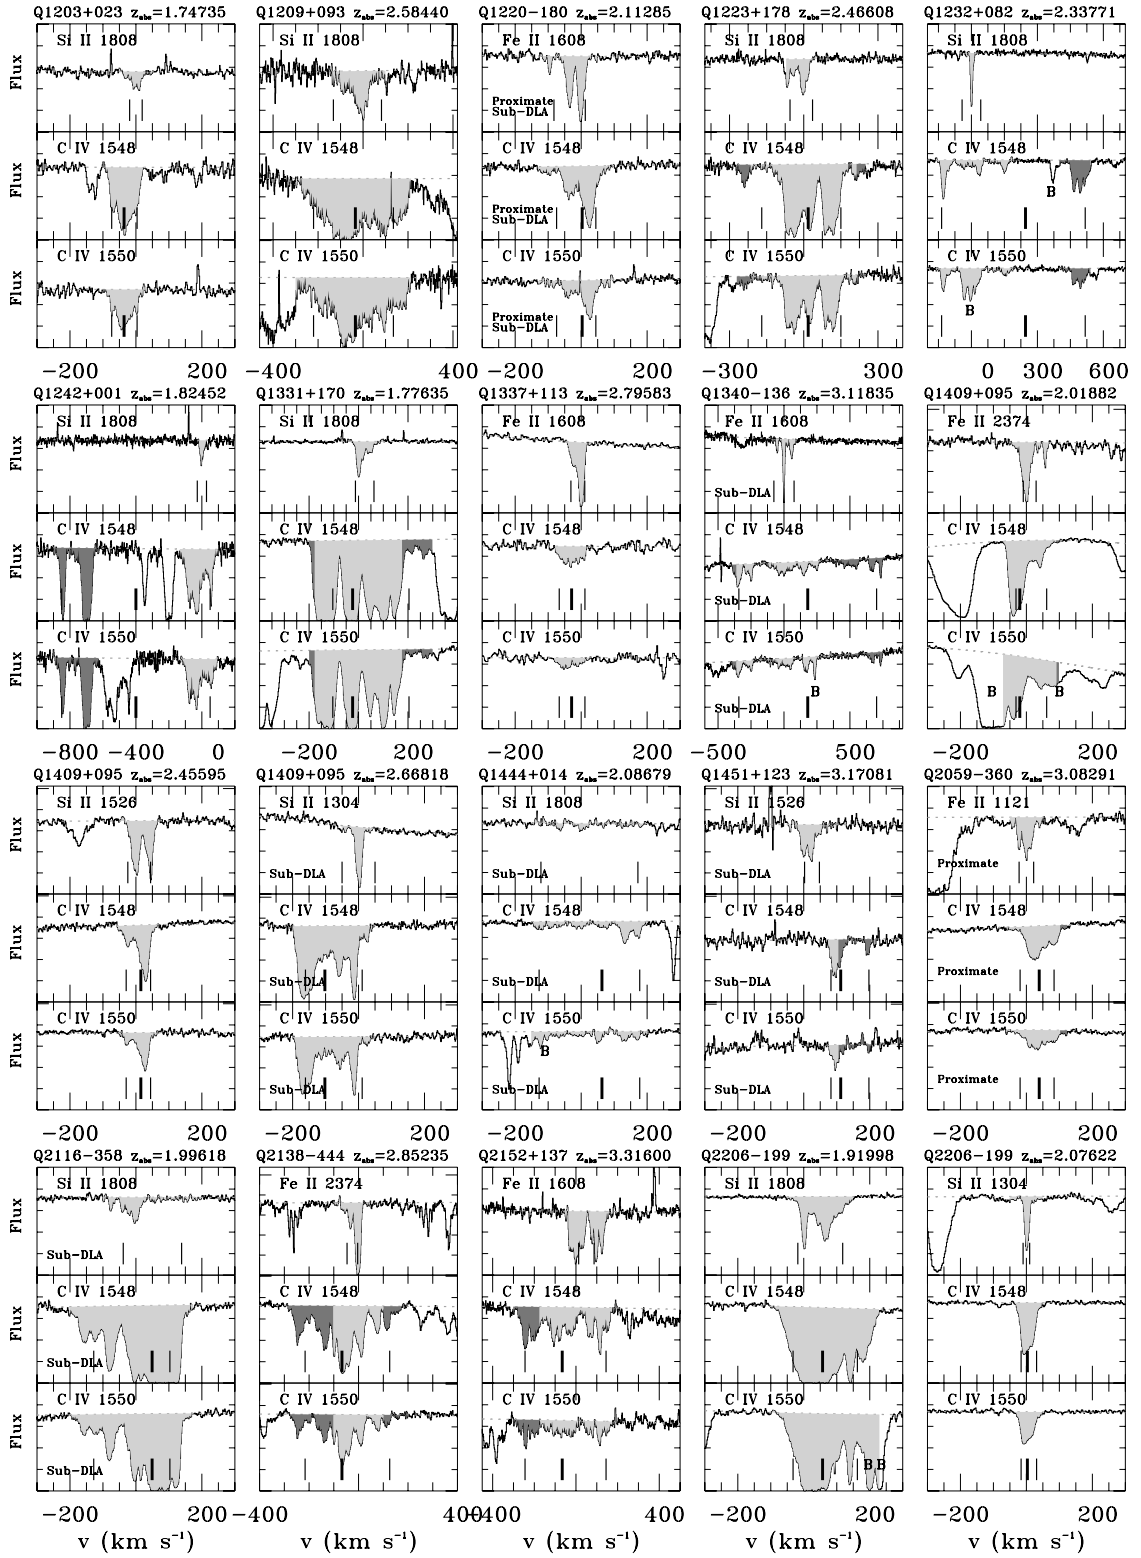 Q1203+023 z_abs=1.74735 Q1209+093 z_abs=2.58440 Q1220−180 z_abs=2.11285 Q1223+178 z_abs=2.46608 Q1232+082 z_abs=2.33771
Flux Si II 1808 Si II 1808 Fe II 1608 Si II 1808 Si II 1808
Proximate
Sub−DLA
Flux C IV 1548 C IV 1548 C IV 1548 C IV 1548 C IV 1548
B
Proximate
Sub−DLA
Flux C IV 1550 C IV 1550 C IV 1550 C IV 1550 C IV 1550
B
Proximate
Sub−DLA
−200 200 −400 400 −200 200 −300 300 0 300 600
Q1242+001 z_abs=1.82452 Q1331+170 z_abs=1.77635 Q1337+113 z_abs=2.79583 Q1340−136 z_abs=3.11835 Q1409+095 z_abs=2.01882
Flux Si II 1808 Si II 1808 Fe II 1608 Fe II 1608 Fe II 2374
Sub−DLA
Flux C IV 1548 C IV 1548 C IV 1548 C IV 1548 C IV 1548
Sub−DLA
Flux C IV 1550 C IV 1550 C IV 1550 C IV 1550 C IV 1550
B B B
Sub−DLA
−800 −400 0 −200 200 −200 200 −500 500 −200 200
Q1409+095 z_abs=2.45595 Q1409+095 z_abs=2.66818 Q1444+014 z_abs=2.08679 Q1451+123 z_abs=3.17081 Q2059−360 z_abs=3.08291
Flux Si II 1526 Si II 1304 Si II 1808 Si II 1526 Fe II 1121
Sub−DLA Sub−DLA Sub−DLA Proximate
Flux C IV 1548 C IV 1548 C IV 1548 C IV 1548 C IV 1548
Sub−DLA Sub−DLA Sub−DLA Proximate
Flux C IV 1550 C IV 1550 C IV 1550 C IV 1550 C IV 1550
B
Sub−DLA Sub−DLA Sub−DLA Proximate
−200 200 −200 200 −200 200 −200 200 −200 200
Q2116−358 z_abs=1.99618 Q2138−444 z_abs=2.85235 Q2152+137 z_abs=3.31600 Q2206−199 z_abs=1.91998 Q2206−199 z_abs=2.07622
Flux Si II 1808 Fe II 2374 Fe II 1608 Si II 1808 Si II 1304
Sub−DLA
Flux C IV 1548 C IV 1548 C IV 1548 C IV 1548 C IV 1548
Sub−DLA
Flux C IV 1550 C IV 1550 C IV 1550 C IV 1550 C IV 1550
Sub−DLA B B
−200 200 −400 400 400 −200 200 −200 200
v (km s⁻¹) v (km s⁻¹) v (km s⁻¹) v (km s⁻¹) v (km s⁻¹)